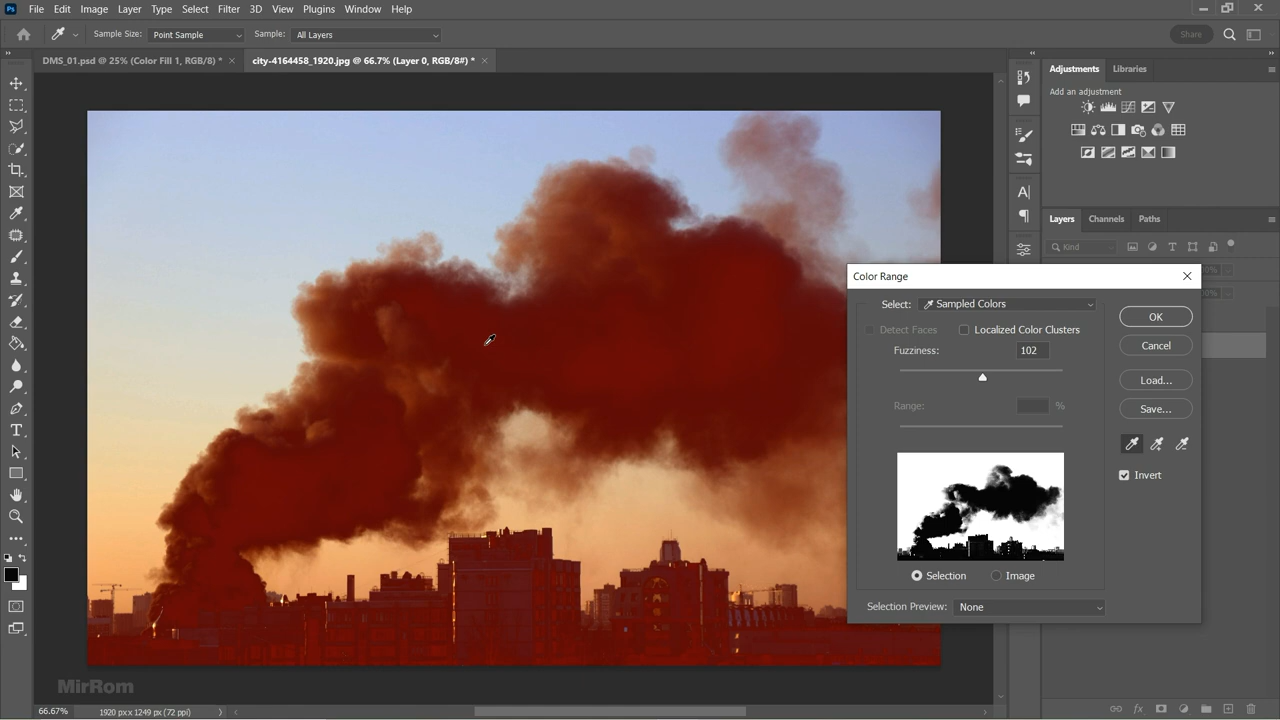 Ps File Edit Image Layer Type Select Filter 3D View Plugins Window Help
Sample Size: Point Sample Sample: All Layers Share
DMS_01.psd @ 25% (Color Fill 1, RGB/8) * × city-4164458_1920.jpg @ 66.7% (Layer 0, RGB/8#) * ×
Adjustments Libraries
Add an adjustment
Layers Channels Paths
Kind
Color Range
Select: Sampled Colors
OK
Detect Faces Localized Color Clusters
Fuzziness: 102
Cancel
Load...
Range: %
Save...
Invert
Selection Image
Selection Preview: None
MirRom
66.67% 1920 px x 1249 px (72 ppi)